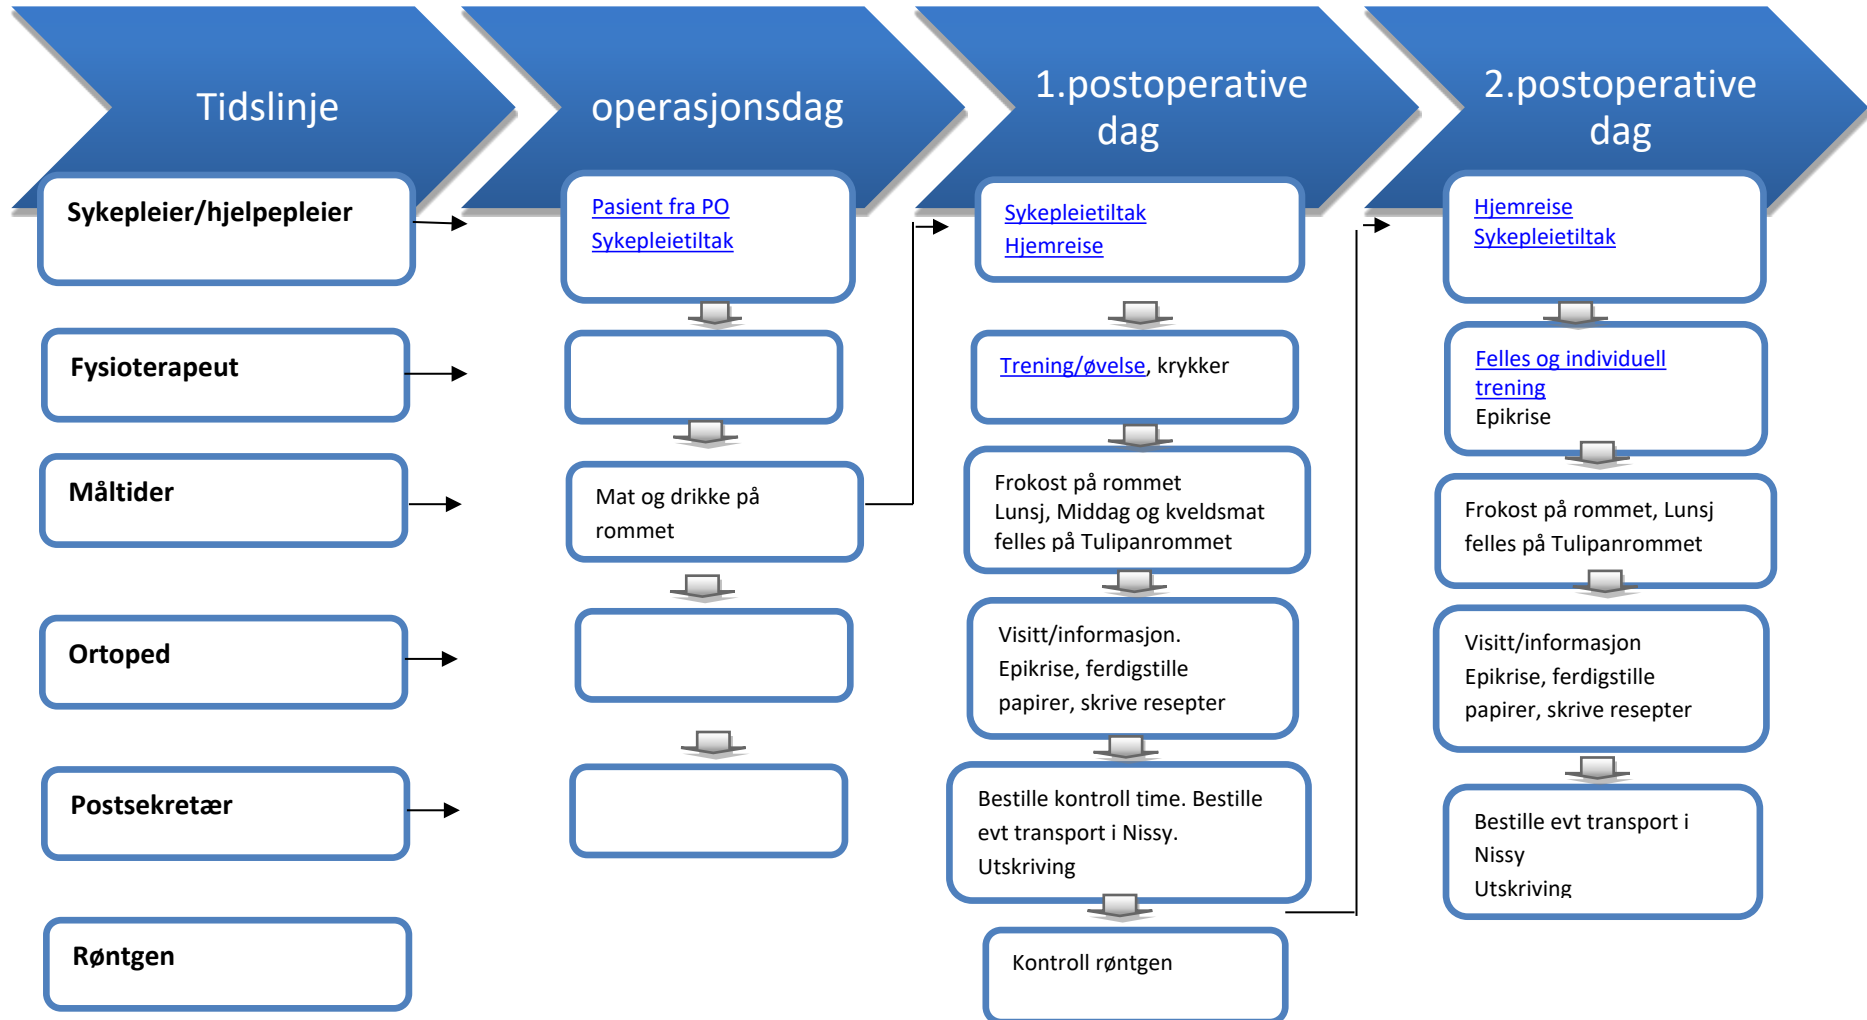 Tidslinje
operasjonsdag
1.postoperative
dag
2.postoperative
dag
Sykepleier/hjelpepleier
Pasient fra PO
Sykepleietiltak
Sykepleietiltak
Hjemreise
Hjemreise
Sykepleietiltak
Fysioterapeut
Trening/øvelse, krykker
Felles og individuell
trening
Epikrise
Måltider
Mat og drikke på
rommet
Frokost på rommet
Lunsj, Middag og kveldsmat
felles på Tulipanrommet
Frokost på rommet, Lunsj
felles på Tulipanrommet
Ortoped
Visitt/informasjon.
Epikrise, ferdigstille
papirer, skrive resepter
Visitt/informasjon
Epikrise, ferdigstille
papirer, skrive resepter
Postsekretær
Bestille kontroll time. Bestille
evt transport i Nissy.
Utskriving
Bestille evt transport i
Nissy
Utskriving
Røntgen
Kontroll røntgen